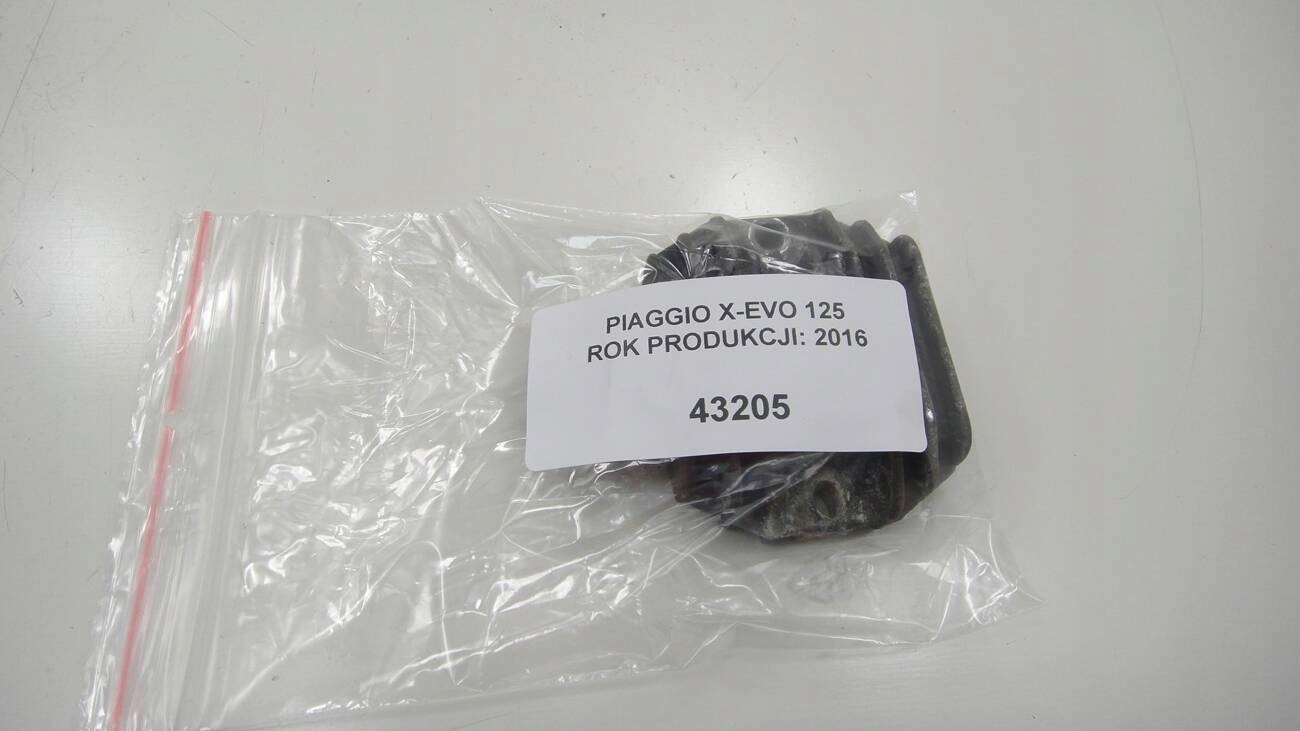 PIAGGIO X-EVO 125
ROK PRODUKCJI: 2016
43205